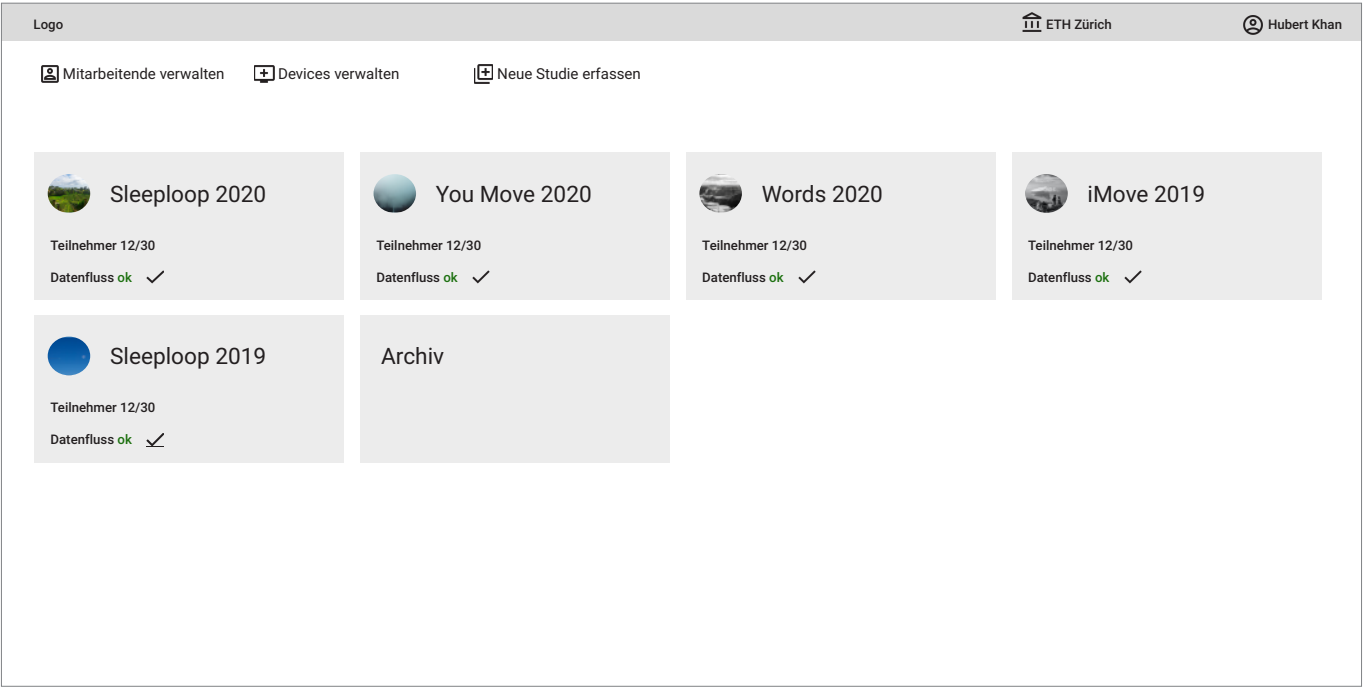 Logo
ETH Zürich
Hubert Khan
Mitarbeitende verwalten
Devices verwalten
Neue Studie erfassen
Sleeploop 2020
Teilnehmer 12/30
Datenfluss ok
You Move 2020
Teilnehmer 12/30
Datenfluss ok
Words 2020
Teilnehmer 12/30
Datenfluss ok
iMove 2019
Teilnehmer 12/30
Datenfluss ok
Sleeploop 2019
Teilnehmer 12/30
Datenfluss ok
Archiv